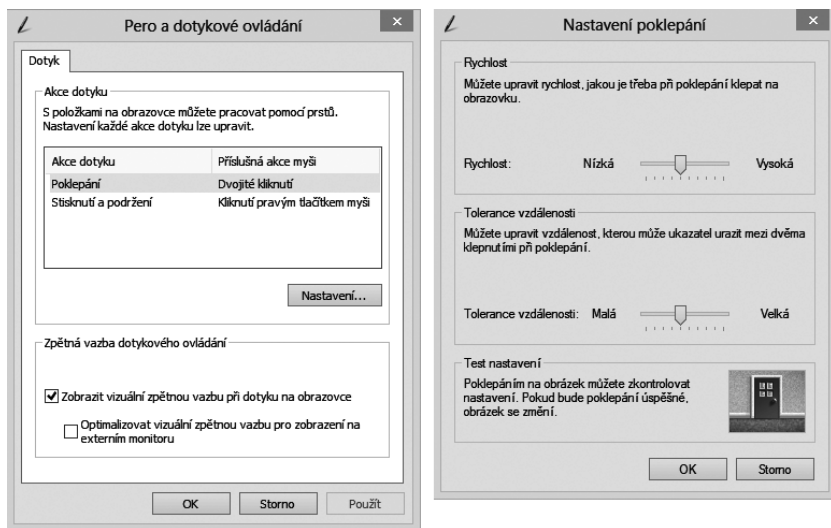 Pero a dotykové ovládání
Dotyk
Akce dotyku
S položkami na obrazovce můžete pracovat pomocí prstů.
Nastavení každé akce dotyku lze upravit.
Akce dotyku Příslušná akce myši
Poklepání Dvojité kliknutí
Stisknutí a podržení Kliknutí pravým tlačítkem myši
Nastavení...
Zpětná vazba dotykového ovládání
Zobrazit vizuální zpětnou vazbu při dotyku na obrazovce
Optimalizovat vizuální zpětnou vazbu pro zobrazení na
externím monitoru
OK Storno Použít
Nastavení poklepání
Rychlost
Můžete upravit rychlost, jakou je třeba při poklepání klepat na
obrazovku.
Rychlost: Nízká Vysoká
Tolerance vzdálenosti
Můžete upravit vzdálenost, kterou může ukazatel urazit mezi dvěma
klepnutími při poklepání.
Tolerance vzdálenosti: Malá Velká
Test nastavení
Poklepáním na obrázek můžete zkontrolovat
nastavení. Pokud bude poklepání úspěšné,
obrázek se změní.
OK Storno